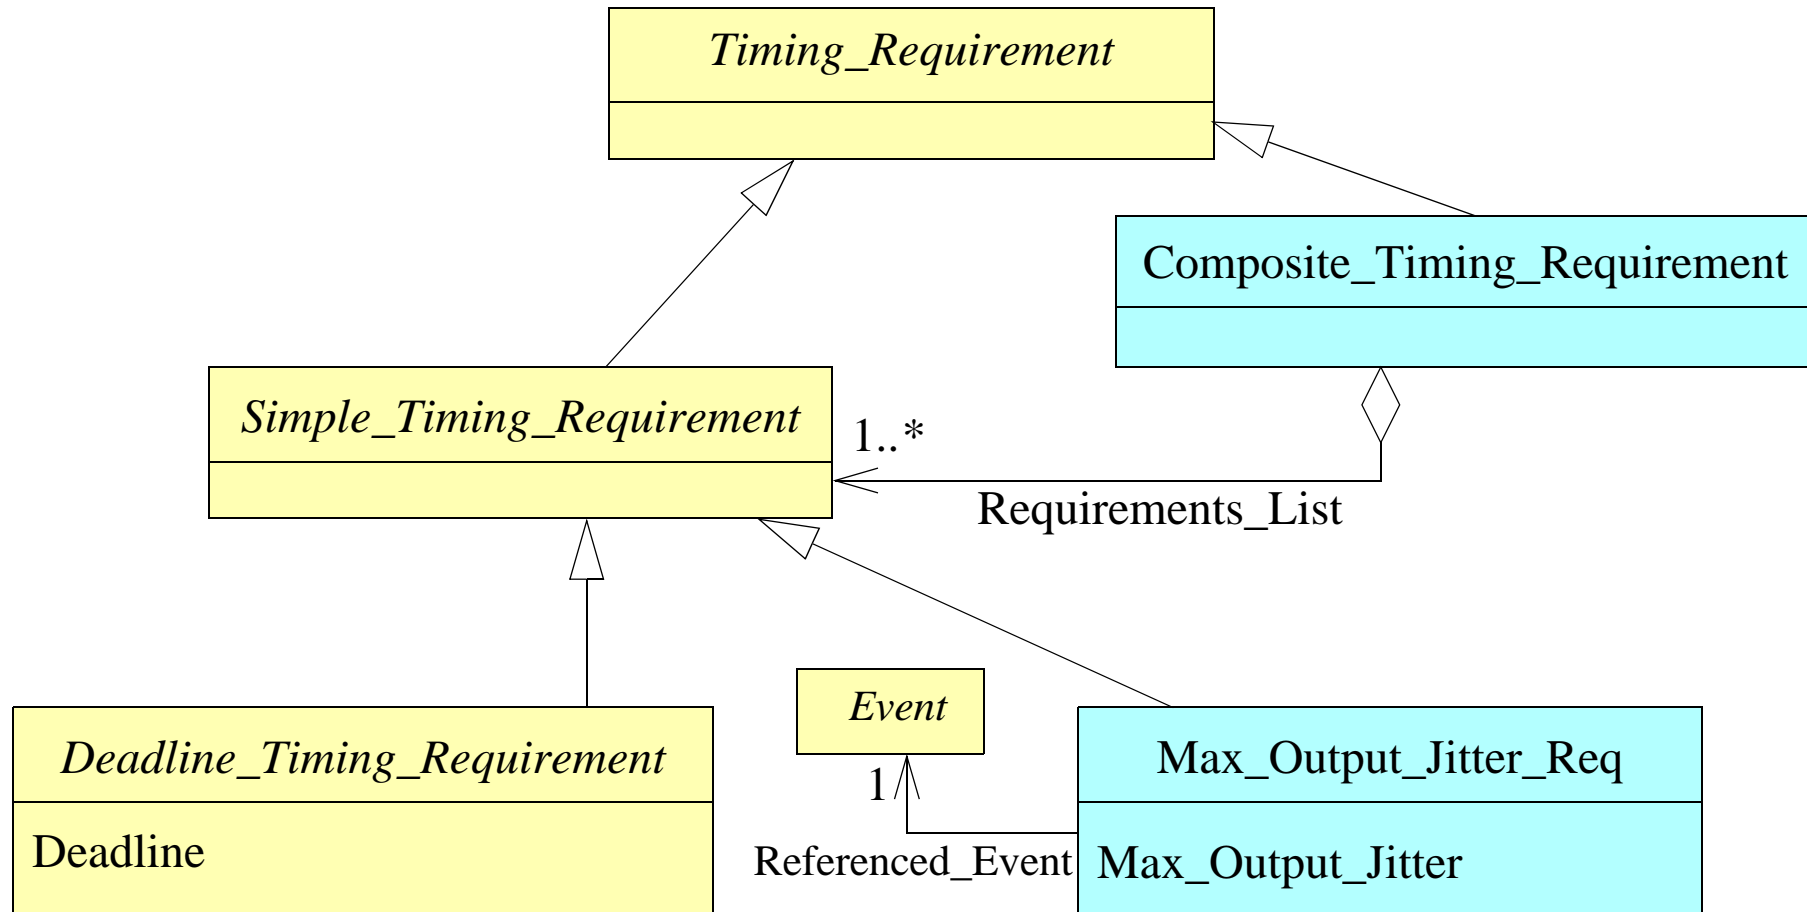 Timing_Requirement
Composite_Timing_Requirement
Simple_Timing_Requirement
1..*
Requirements_List
Event
Deadline_Timing_Requirement
Max_Output_Jitter_Req
1
Deadline
Referenced_Event
Max_Output_Jitter